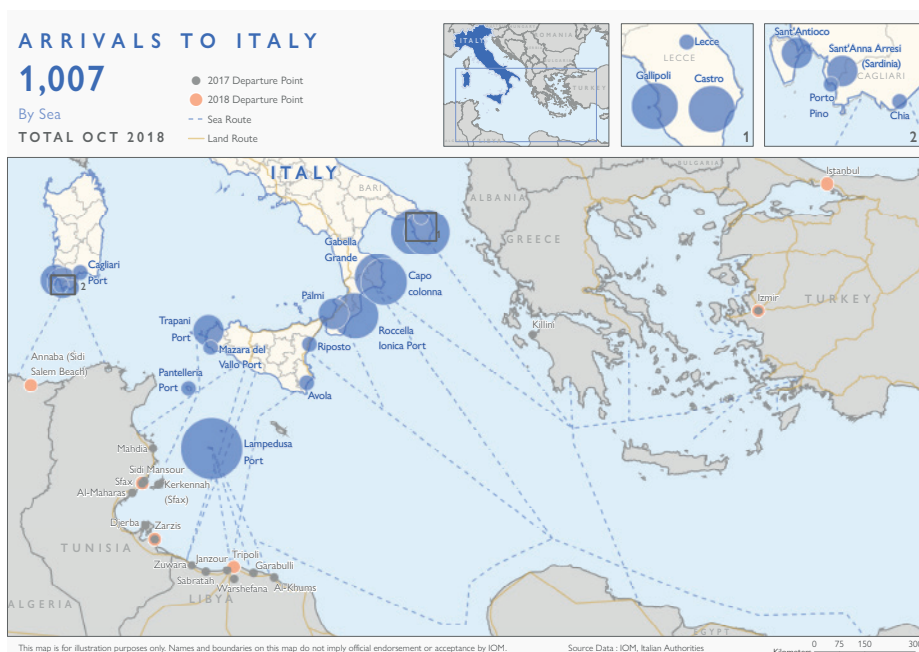 ARRIVALS TO ITALY
1,007
By Sea
TOTAL OCT 2018
2017 Departure Point
2018 Departure Point
Sea Route
Land Route
ITALY
ROMANIA
BULGARIA
TURKEY
Lecce
LECCE
Gallipoli
Castro
1
Sant'Antioco
Sant'Anna Arresi
(Sardinia)
CAGLIARI
Porto
Pino
Chia
2
ITALY
BARI
ALBANIA
BULGARIA
Istanbul
GREECE
Gabella
Grande
1
Cagliari
Port
2
Capo
colonna
Palmi
Izmir
TURKEY
Trapani
Port
Roccella
Ionica Port
Killini
Mazara del
Vallo Port
Riposto
Annaba (Sidi
Salem Beach)
Pantelleria
Port
Avola
Lampedusa
Port
Mahdia
Sidi Mansour
Sfax
Kerkennah
(Sfax)
Al-Maharas
Djerba
Zarzis
TUNISIA
Zuwara
Janzour
Tripoli
Garabulli
Sabratah
Warshefana
Al-Khums
ALGERIA
LIBYA
EGYPT
This map is for illustration purposes only. Names and boundaries on this map do not imply official endorsement or acceptance by IOM.
Source Data : IOM, Italian Authorities
0 75 150 300
Kilometers